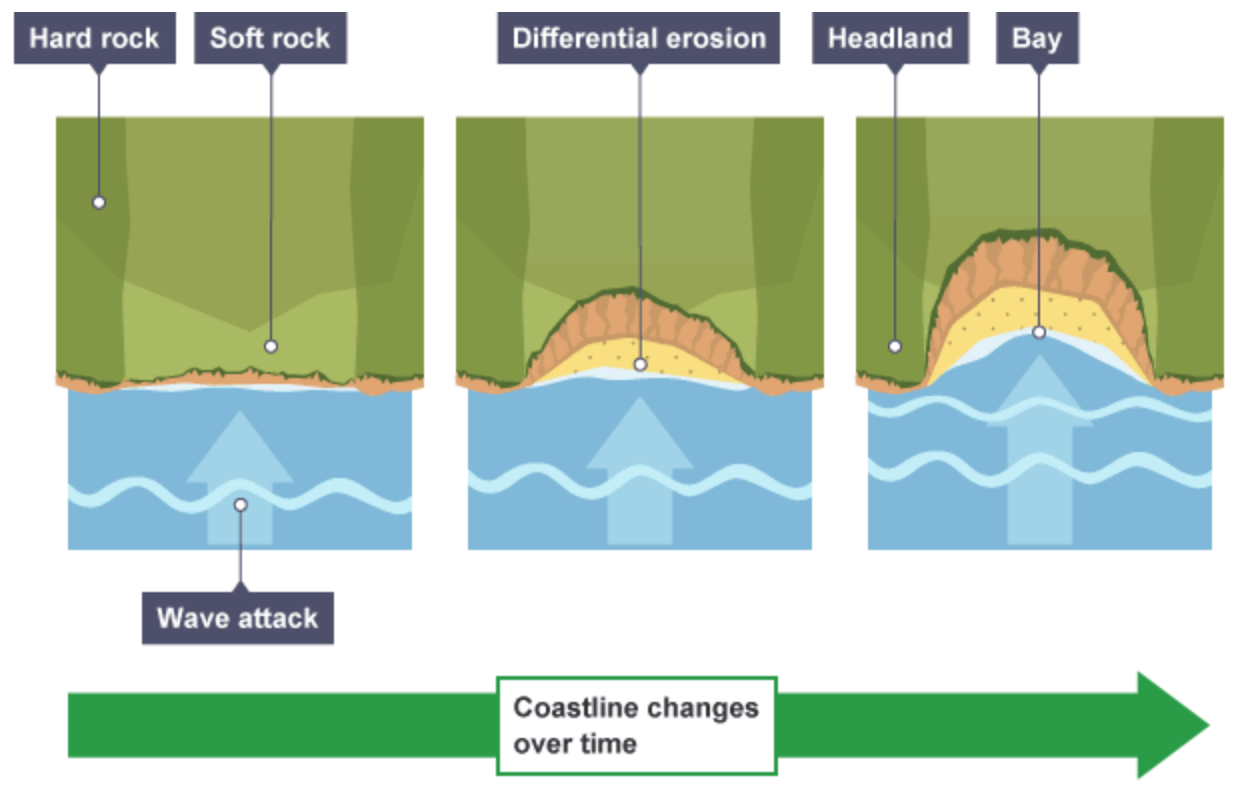 Hard rock
Soft rock
Differential erosion
Headland
Bay
Wave attack
Coastline changes
over time